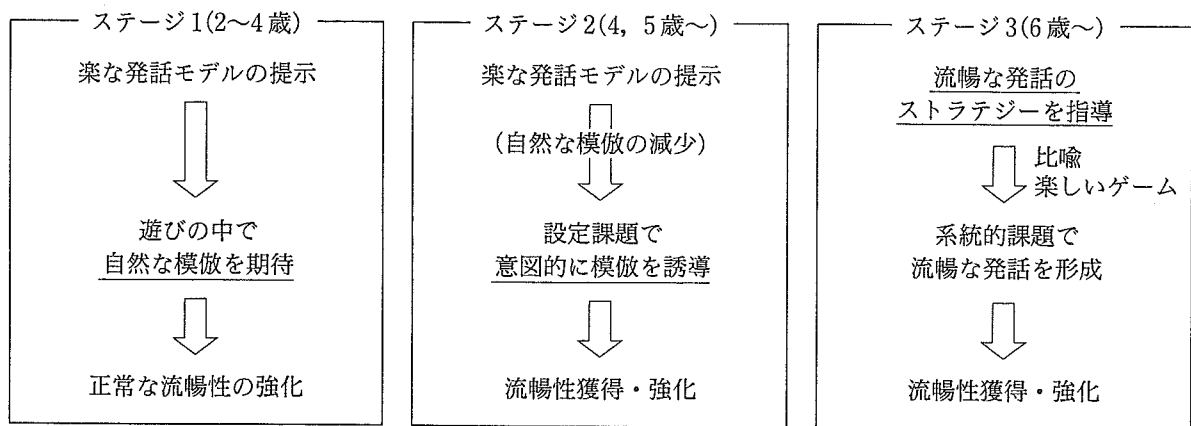 ステージ1(2〜4歳)
楽な発話モデルの提示
遊びの中で
自然な模倣を期待
正常な流暢性の強化
ステージ2(4, 5歳〜)
楽な発話モデルの提示
(自然な模倣の減少)
設定課題で
意図的に模倣を誘導
流暢性獲得・強化
ステージ3(6歳〜)
流暢な発話の
ストラテジーを指導
比喩
楽しいゲーム
系統的課題で
流暢な発話を形成
流暢性獲得・強化